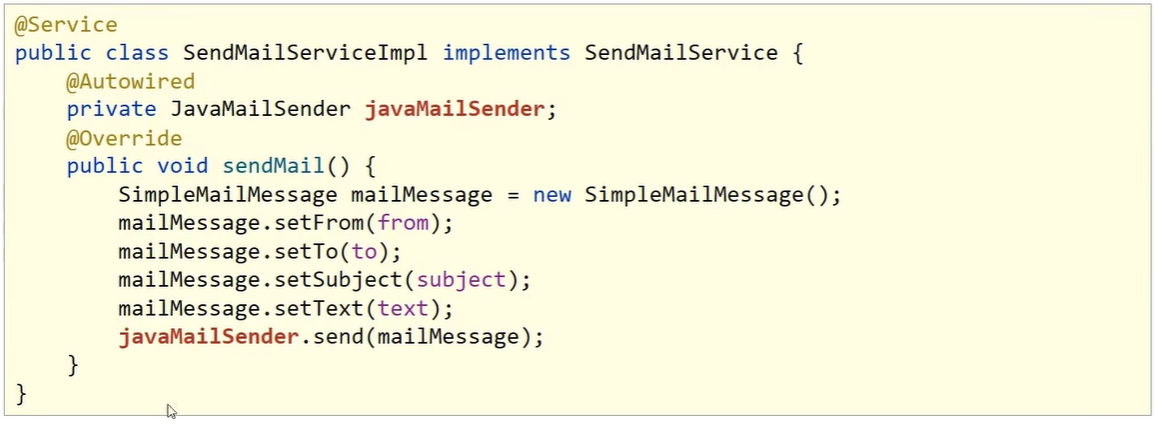 @Service
public class SendMailServiceImpl implements SendMailService {
    @Autowired
    private JavaMailSender javaMailSender;
    @Override
    public void sendMail() {
        SimpleMailMessage mailMessage = new SimpleMailMessage();
        mailMessage.setFrom(from);
        mailMessage.setTo(to);
        mailMessage.setSubject(subject);
        mailMessage.setText(text);
        javaMailSender.send(mailMessage);
    }
}